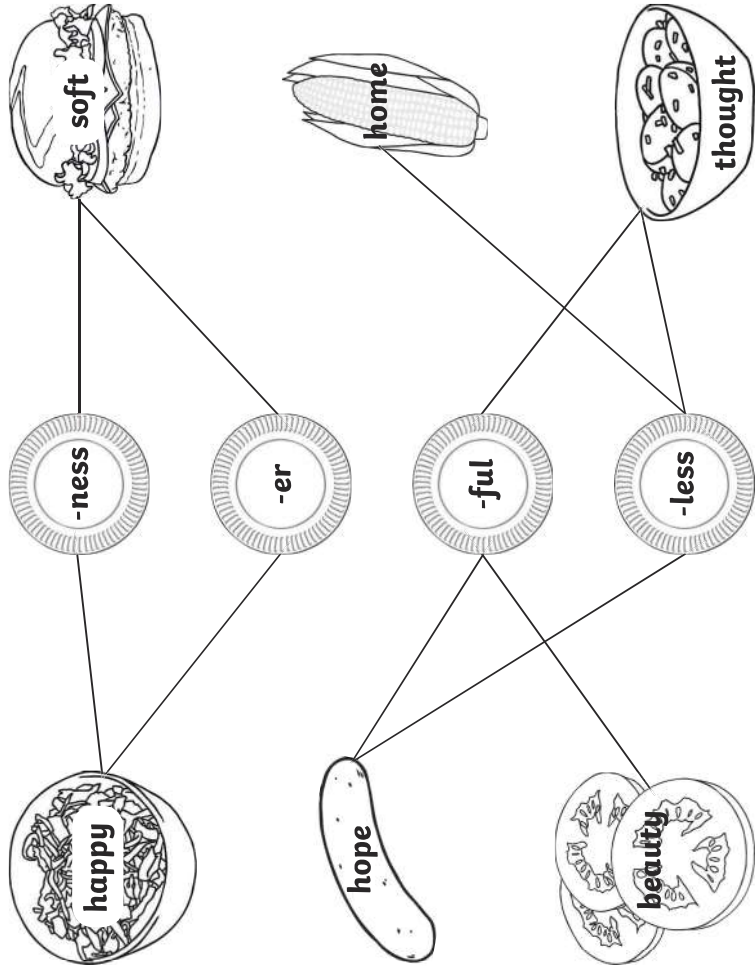 happy
-ness
soft
-er
hope
home
-ful
beauty
-less
thought